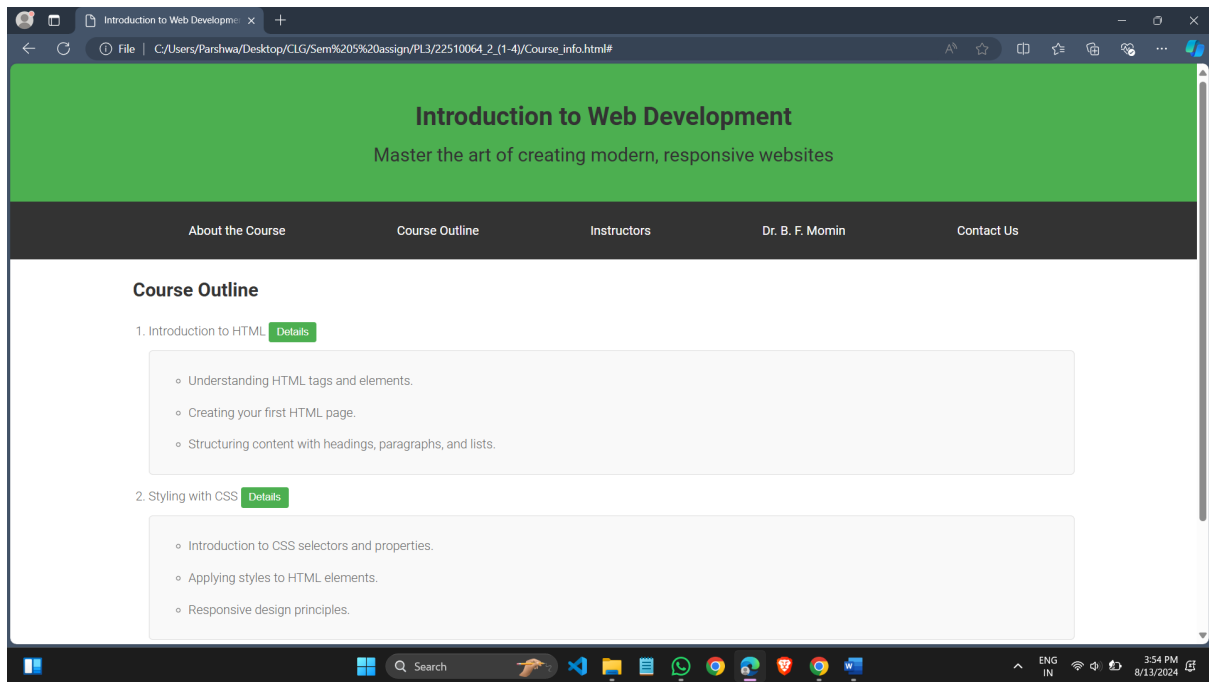 Introduction to Web Developme
File
C:/Users/Parshwa/Desktop/CLG/Sem%205%20assign/PL3/22510064_2_(1-4)/Course_info.html#
Introduction to Web Development
Master the art of creating modern, responsive websites
About the Course Course Outline Instructors Dr. B. F. Momin Contact Us
Course Outline
1. Introduction to HTML Details
Understanding HTML tags and elements.
Creating your first HTML page.
Structuring content with headings, paragraphs, and lists.
2. Styling with CSS Details
Introduction to CSS selectors and properties.
Applying styles to HTML elements.
Responsive design principles.
Search
ENG
IN
3:54 PM
8/13/2024